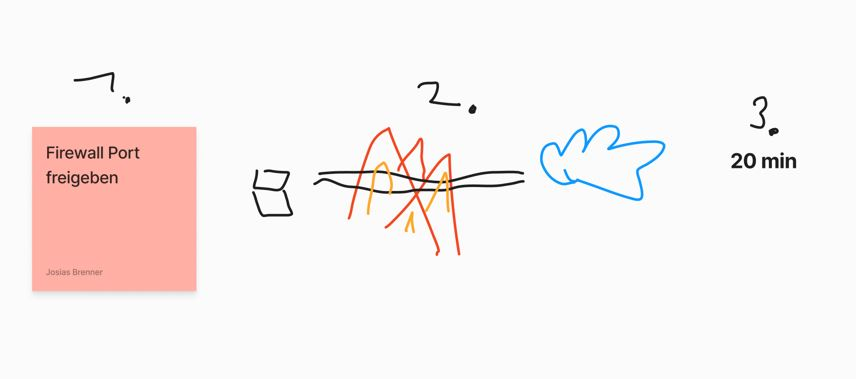 1.
Firewall Port
freigeben
Josias Brenner
2.
3.
20 min